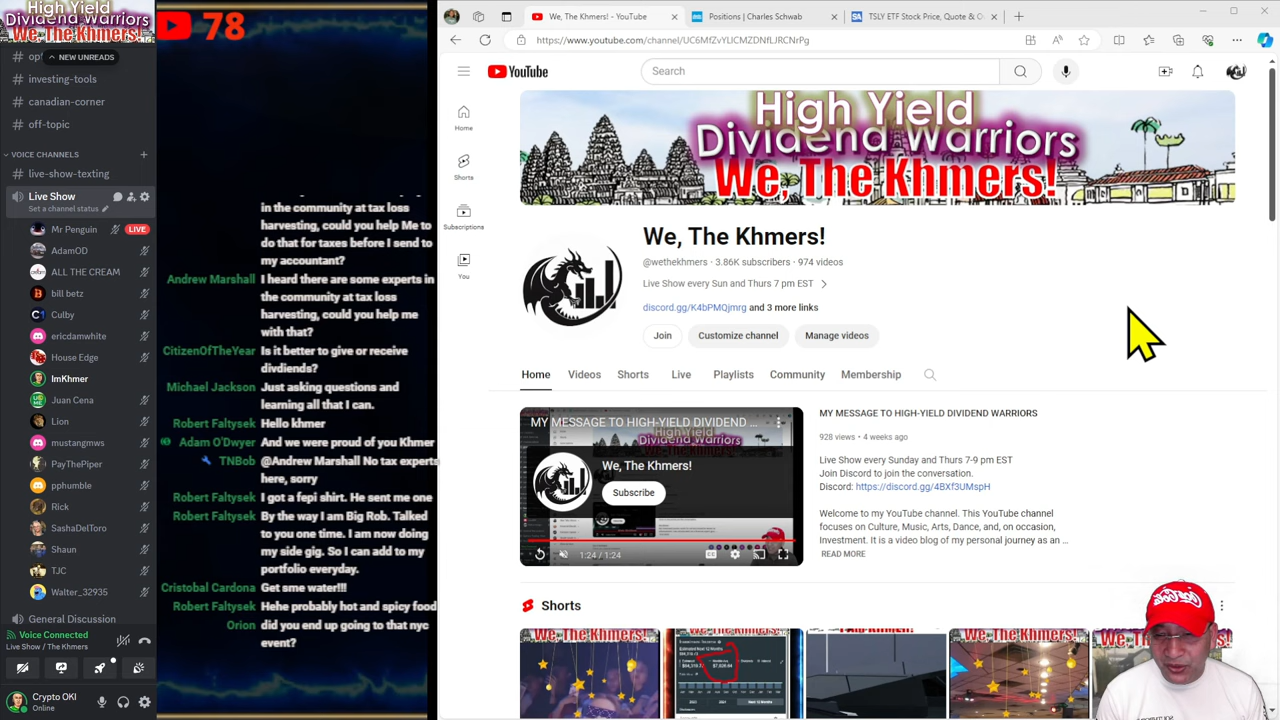 High Yield
Dividend Warriors
We, The Khmers!
NEW UNREADS
investing-tools
canadian-corner
off-topic
VOICE CHANNELS
live-show-texting
Live Show
Set a channel status
Mr Penguin
LIVE
AdamOD
ALL THE CREAM
bill betz
Culby
ericdamwhite
House Edge
ImKhmer
Juan Cena
Lion
mustangmws
PayThePiper
pphumble
Rick
SashaDelToro
Shaun
TJC
Walter_32935
General Discussion
Voice Connected
Live Show / The Khmers
Online
78
in the community at tax loss
harvesting, could you help Me to
do that for taxes before I send to
my accountant?
Andrew Marshall I heard there are some experts in
the community at tax loss
harvesting, could you help me
with that?
CitizenOfTheYear Is it better to give or receive
divdiends?
Michael Jackson Just asking questions and
learning all that I can.
Robert Faltysek Hello khmer
Adam O'Dwyer And we were proud of you Khmer
TNBob @Andrew Marshall No tax experts
here, sorry
Robert Faltysek I got a fepi shirt. He sent me one
Robert Faltysek By the way I am Big Rob. Talked
to you one time. I am now doing
my side gig. So I can add to my
portfolio everyday.
Cristobal Cardona Get sme water!!!
Robert Faltysek Hehe probably hot and spicy food
Orion did you end up going to that nyc
event?
We, The Khmers! - YouTube
Positions | Charles Schwab
TSLY ETF Stock Price, Quote & O
https://www.youtube.com/channel/UC6MfZvYLlCMZDNfLJRCNrPg
YouTube
Search
Home
Shorts
Subscriptions
You
High Yield
Dividend Warriors
We, The Khmers!
We, The Khmers!
@wethekhmers · 3.86K subscribers · 974 videos
Live Show every Sun and Thurs 7 pm EST
discord.gg/K4bPMQjmrg and 3 more links
Join
Customize channel
Manage videos
Home
Videos
Shorts
Live
Playlists
Community
Membership
MY MESSAGE TO HIGH-YIELD DIVIDEND ...
We, The Khmers!
Subscribe
1:24 / 1:24
MY MESSAGE TO HIGH-YIELD DIVIDEND WARRIORS
928 views · 4 weeks ago
Live Show every Sunday and Thurs 7-9 pm EST
Join Discord to join the conversation.
Discord: https://discord.gg/4BXf3UMspH
Welcome to my YouTube channel. This YouTube channel
focuses on Culture, Music, Arts, Dance, and, on occasion,
Investment. It is a video blog of my personal journey as an ...
READ MORE
Shorts